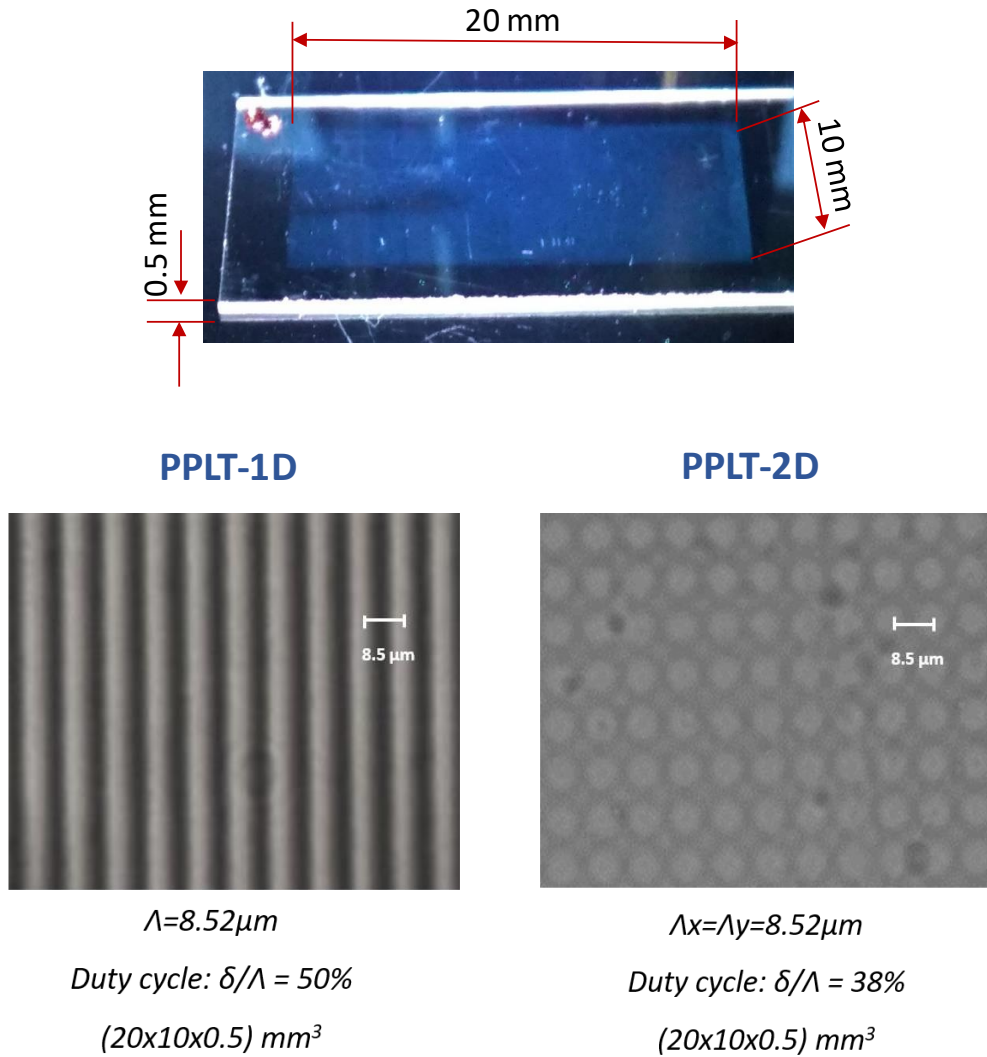 20 mm
10 mm
0.5 mm
PPLT-1D
PPLT-2D
8.5 µm
8.5 µm
Λ=8.52µm
Duty cycle: δ/Λ = 50%
(20x10x0.5) mm³
Λx=Λy=8.52µm
Duty cycle: δ/Λ = 38%
(20x10x0.5) mm³